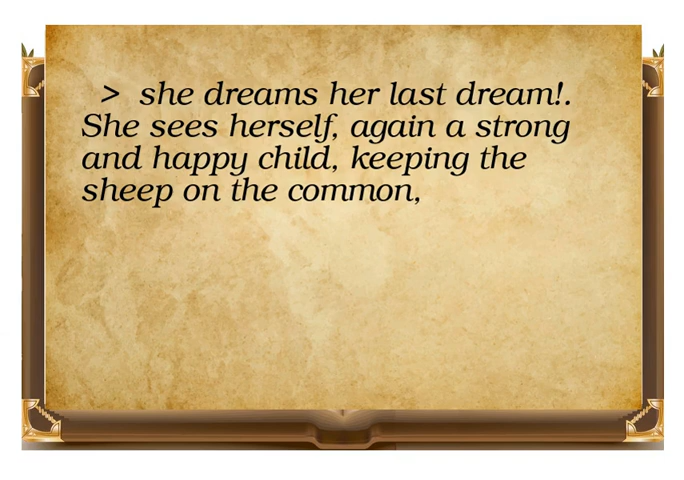 > she dreams her last dream!.
She sees herself, again a strong
and happy child, keeping the
sheep on the common,